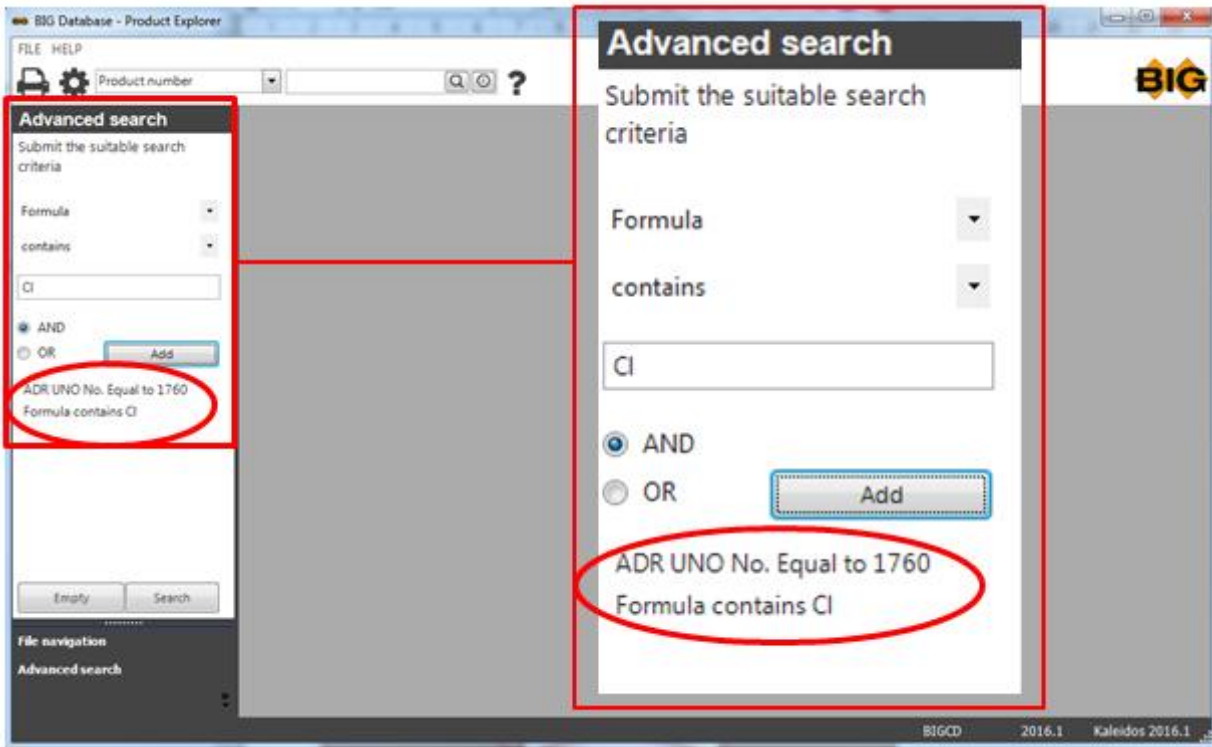 BIG Database - Product Explorer
FILE HELP
Product number
?
BIG
Advanced search
Submit the suitable search
criteria
Formula
contains
Cl
AND
OR
Add
ADR UNO No. Equal to 1760
Formula contains Cl
Empty
Search
File navigation
Advanced search
Advanced search
Submit the suitable search
criteria
Formula
contains
Cl
AND
OR
Add
ADR UNO No. Equal to 1760
Formula contains Cl
BIGCD 2016.1 Kaleidos 2016.1